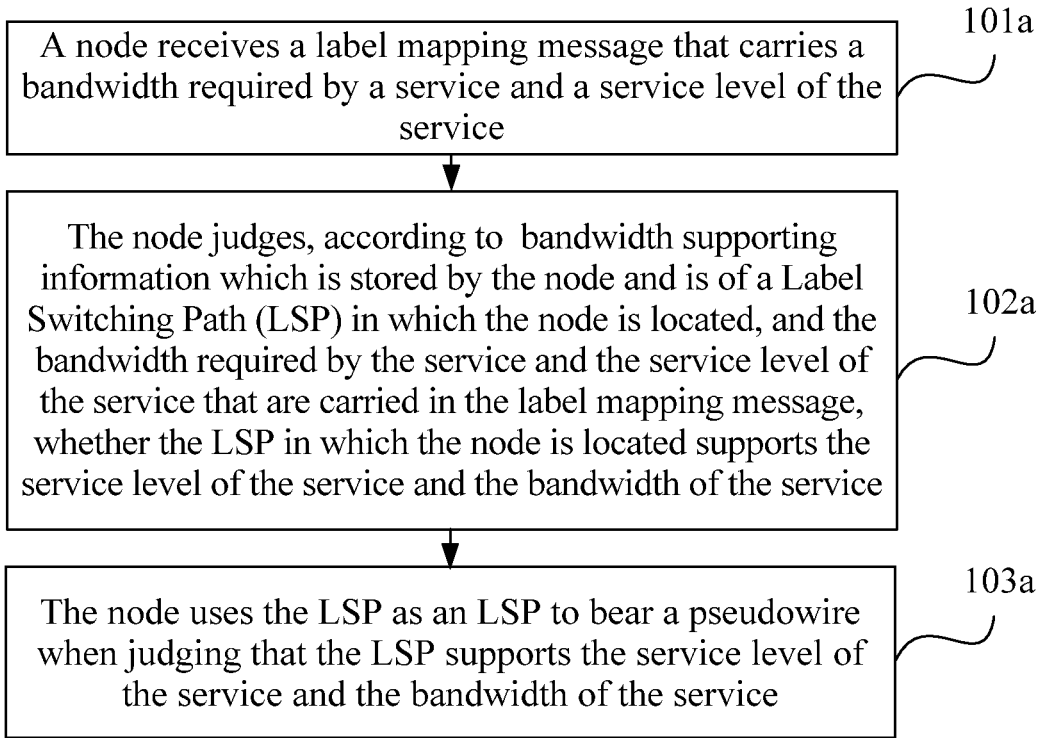 101a
A node receives a label mapping message that carries a
bandwidth required by a service and a service level of the
service
102a
The node judges, according to bandwidth supporting
information which is stored by the node and is of a Label
Switching Path (LSP) in which the node is located, and the
bandwidth required by the service and the service level of
the service that are carried in the label mapping message,
whether the LSP in which the node is located supports the
service level of the service and the bandwidth of the service
103a
The node uses the LSP as an LSP to bear a pseudowire
when judging that the LSP supports the service level of
the service and the bandwidth of the service